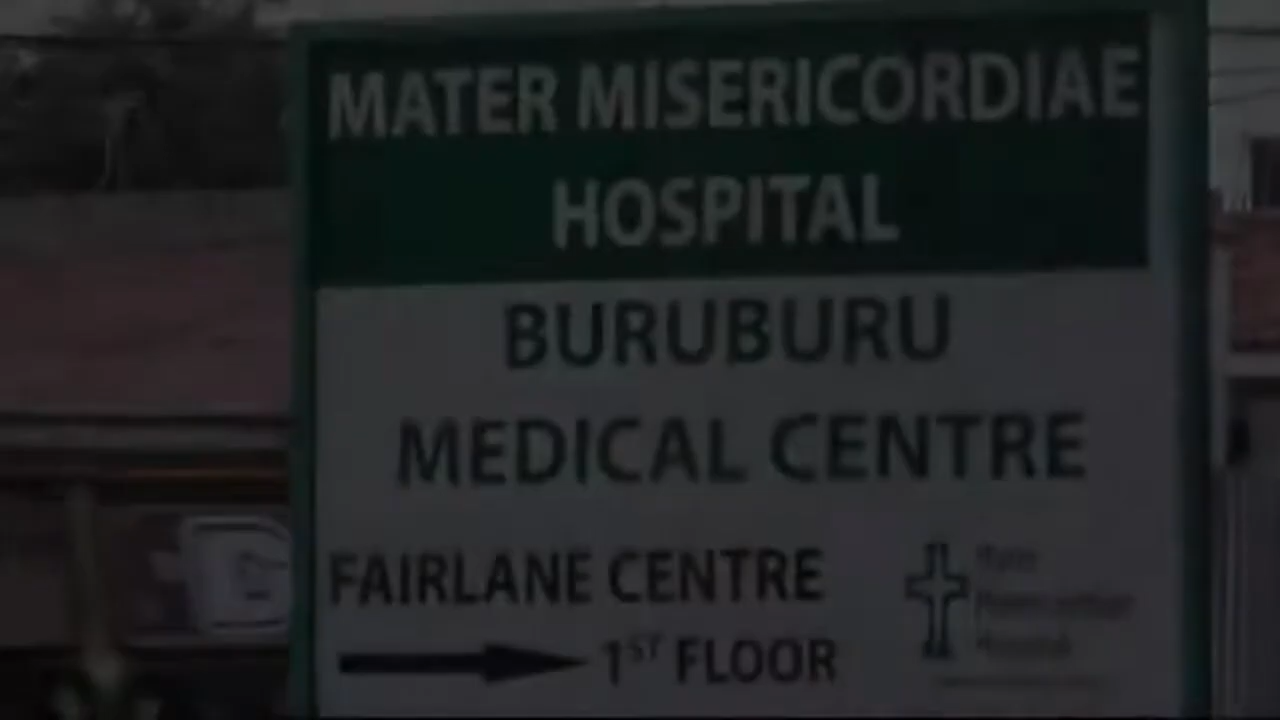 MATER MISERICORDIAE
HOSPITAL
BURUBURU
MEDICAL CENTRE
FAIRLANE CENTRE
1ST FLOOR